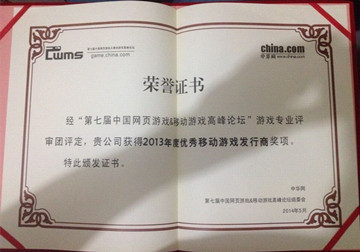 CWMS
game.china.com
china.com
中华网 www.china.com
荣誉证书
经“第七届中国网页游戏&移动游戏高峰论坛”游戏专业评
审团评定，贵公司获得2013年度优秀移动游戏发行商奖项。
特此颁发证书。
中华网
第七届中国网页游戏&移动游戏高峰论坛组委会
2014年5月